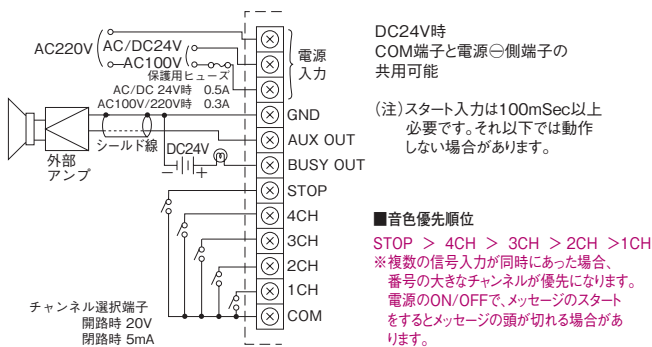 AC220V
AC/DC24V
AC100V
保護用ヒューズ
AC/DC 24V時 0.5A
AC100V/220V時 0.3A
電源
入力
GND
AUX OUT
BUSY OUT
STOP
4CH
3CH
2CH
1CH
COM
シールド線
DC24V
− +
外部
アンプ
チャンネル選択端子
開路時 20V
閉路時 5mA
DC24V時
COM端子と電源⊖側端子の
共用可能
(注)スタート入力は100mSec以上
必要です。それ以下では動作
しない場合があります。
■音色優先順位
STOP > 4CH > 3CH > 2CH >1CH
※複数の信号入力が同時にあった場合、
番号の大きなチャンネルが優先になります。
電源のON/OFFで、メッセージのスタート
をするとメッセージの頭が切れる場合があ
ります。